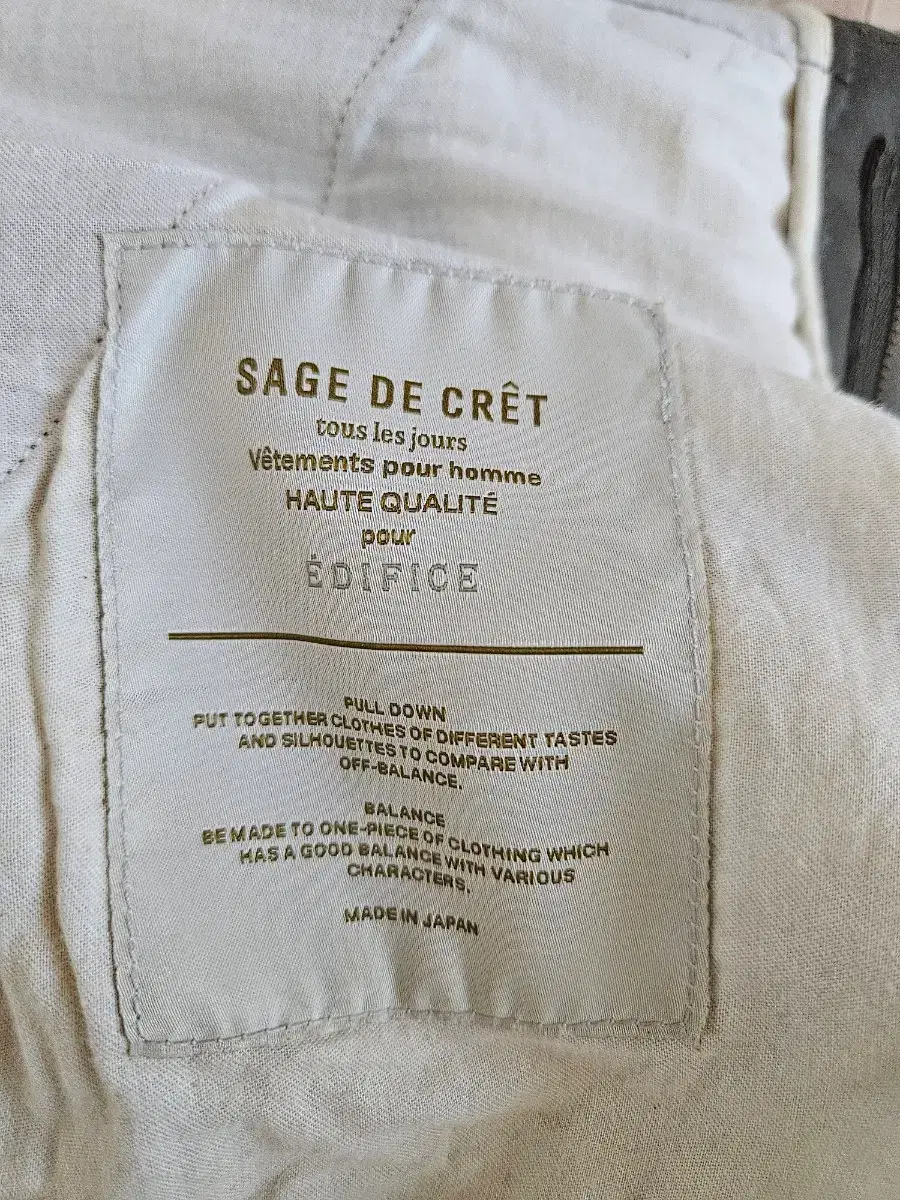 SAGE DE CRÊT
tous les jours
Vêtements pour homme
HAUTE QUALITÉ
pour
ÉDIFICE
PULL DOWN
PUT TOGETHER CLOTHES OF DIFFERENT TASTES
AND SILHOUETTES TO COMPARE WITH
OFF-BALANCE.
BALANCE
BE MADE TO ONE-PIECE OF CLOTHING WHICH
HAS A GOOD BALANCE WITH VARIOUS
CHARACTERS.
MADE IN JAPAN